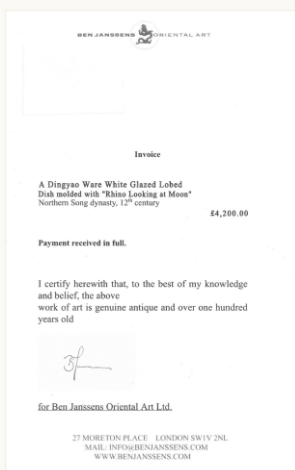 BEN JANSSENS ORIENTAL ART
Invoice
A Dingyao Ware White Glazed Lobed
Dish molded with "Rhino Looking at Moon"
Northern Song dynasty, 12th century
£4,200.00
Payment received in full.
I certify herewith that, to the best of my knowledge
and belief, the above
work of art is genuine antique and over one hundred
years old
for Ben Janssens Oriental Art Ltd.
27 MORETON PLACE LONDON SW1V 2NL
MAIL: INFO@BENJANSSENS.COM
WWW.BENJANSSENS.COM